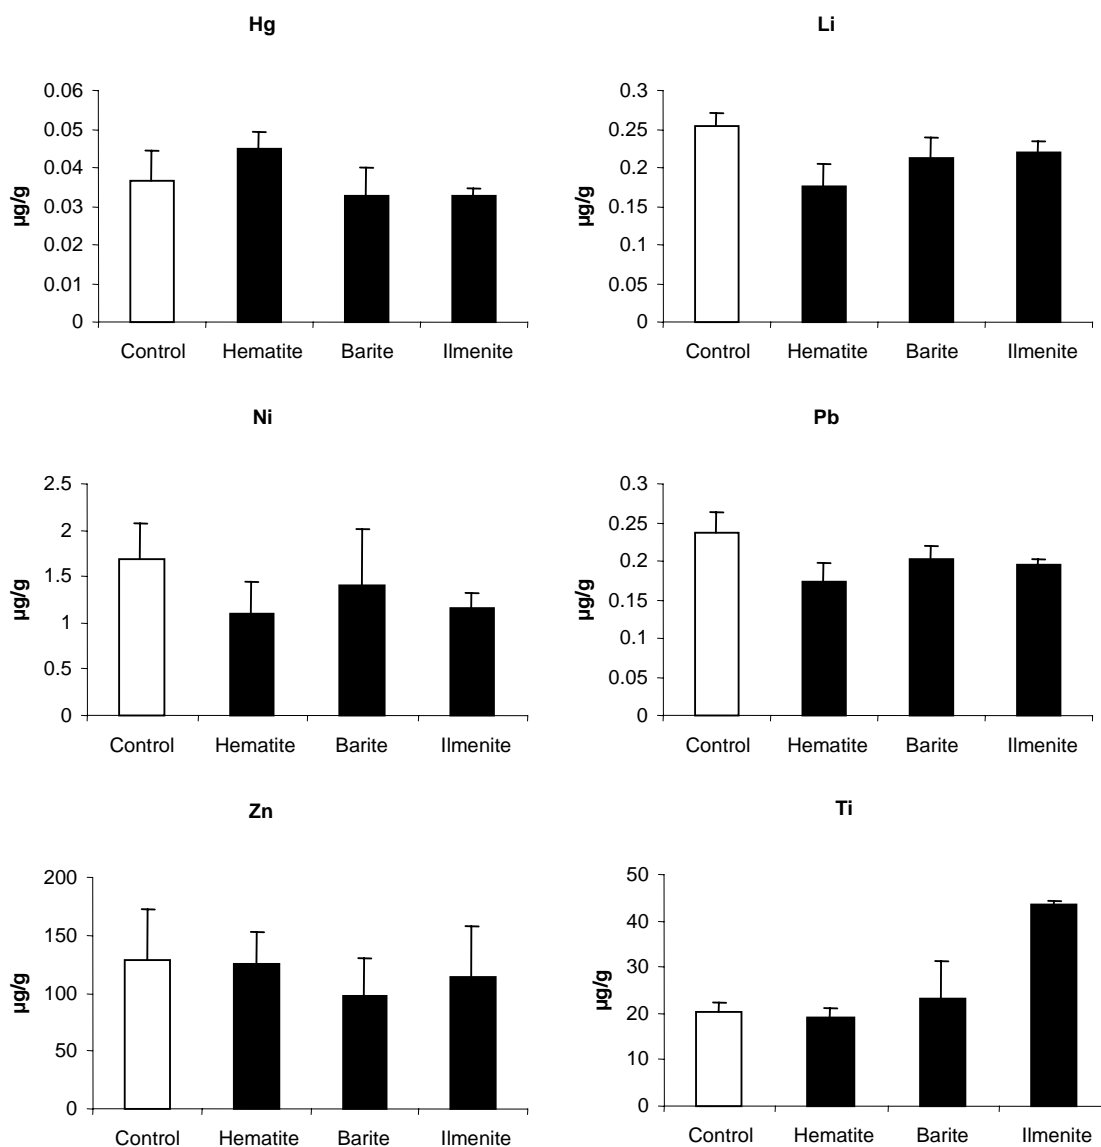 Hg
0.06
0.05
0.04
0.03
0.02
0.01
0
µg/g
Control Hematite Barite Ilmenite
Li
0.3
0.25
0.2
0.15
0.1
0.05
0
µg/g
Control Hematite Barite Ilmenite
Ni
2.5
2
1.5
1
0.5
0
µg/g
Control Hematite Barite Ilmenite
Pb
0.3
0.25
0.2
0.15
0.1
0.05
0
µg/g
Control Hematite Barite Ilmenite
Zn
200
150
100
50
0
µg/g
Control Hematite Barite Ilmenite
Ti
50
40
30
20
10
0
µg/g
Control Hematite Barite Ilmenite